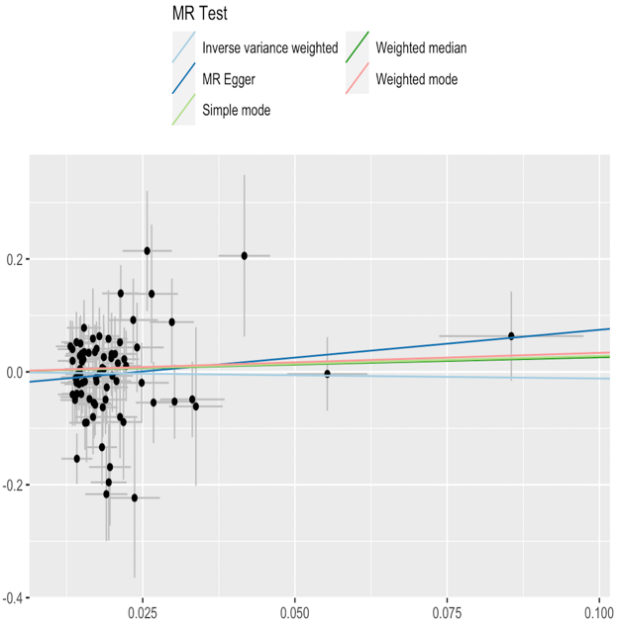 MR Test
Inverse variance weighted
Weighted median
MR Egger
Weighted mode
Simple mode
0.2
0.0
-0.2
-0.4
0.025
0.050
0.075
0.100